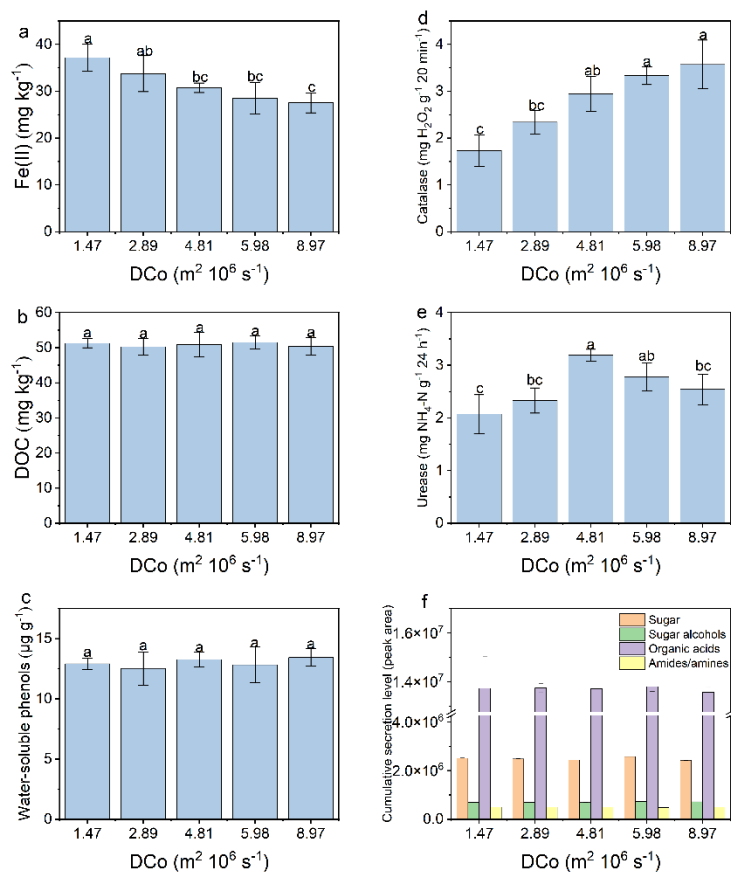 a
Fe(II) (mg kg⁻¹)
40
30
20
10
0
a
ab
bc
bc
c
1.47 2.89 4.81 5.98 8.97
DCo (m² 10⁶ s⁻¹)
d
Catalase (mg H₂O₂ g⁻¹ 20 min⁻¹)
4
3
2
1
0
c
bc
ab
a
a
1.47 2.89 4.81 5.98 8.97
DCo (m² 10⁶ s⁻¹)
b
DOC (mg kg⁻¹)
60
50
40
30
20
10
0
a a a a a
1.47 2.89 4.81 5.98 8.97
DCo (m² 10⁶ s⁻¹)
e
Urease (mg NH₄-N g⁻¹ 24 h⁻¹)
4
3
2
1
0
c
bc
a
ab
bc
1.47 2.89 4.81 5.98 8.97
DCo (m² 10⁶ s⁻¹)
c
Water-soluble phenols (µg g⁻¹)
15
10
5
0
a a a a a
1.47 2.89 4.81 5.98 8.97
DCo (m² 10⁶ s⁻¹)
f
Cumulative secretion level (peak area)
1.6×10⁷
1.4×10⁷
4.0×10⁶
2.0×10⁶
0.0
Sugar
Sugar alcohols
Organic acids
Amides/amines
1.47 2.89 4.81 5.98 8.97
DCo (m² 10⁶ s⁻¹)